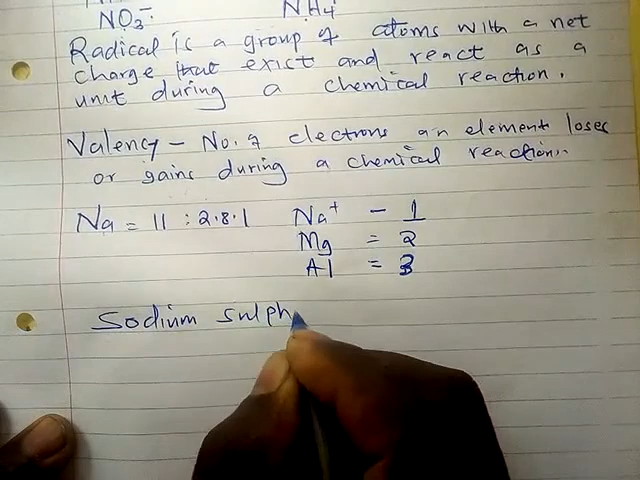 NO3⁻: NH4
Radical is a group of atoms with a net
charge that exist and react as a
unit during a chemical reaction.
Valency - No. of electrons an element loses
or gains during a chemical reaction..
Na = 11 : 2.8.1 Na⁺ - 1
Mg = 2
Al = 3
Sodium sulph